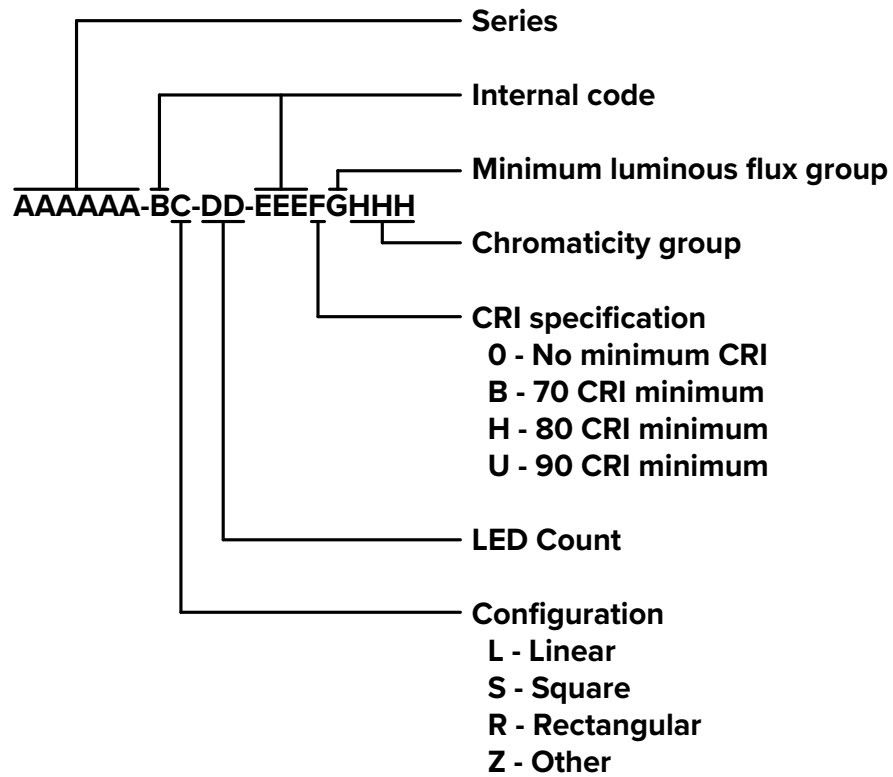 Series
Internal code
Minimum luminous flux group
AAAAAA-BC-DD-EEEFGHHH
Chromaticity group
CRI specification
0 - No minimum CRI
B - 70 CRI minimum
H - 80 CRI minimum
U - 90 CRI minimum
LED Count
Configuration
L - Linear
S - Square
R - Rectangular
Z - Other